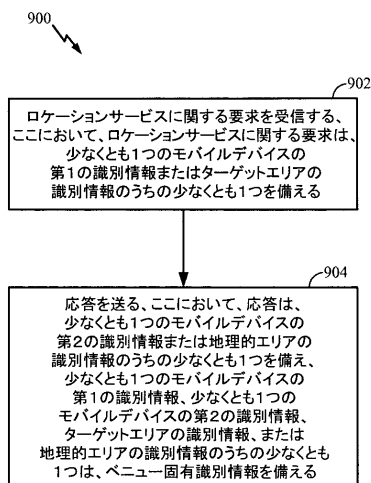 900
902
ロケーションサービスに関する要求を受信する、
ここにおいて、ロケーションサービスに関する要求は、
少なくとも1つのモバイルデバイスの
第1の識別情報またはターゲットエリアの
識別情報のうちの少なくとも1つを備える
904
応答を送る、ここにおいて、応答は、
少なくとも1つのモバイルデバイスの
第2の識別情報または地理的エリアの
識別情報のうちの少なくとも1つを備え、
少なくとも1つのモバイルデバイスの
第1の識別情報、少なくとも1つの
モバイルデバイスの第2の識別情報、
ターゲットエリアの識別情報、または
地理的エリアの識別情報のうちの少なくとも
1つは、ベニュー固有識別情報を備える